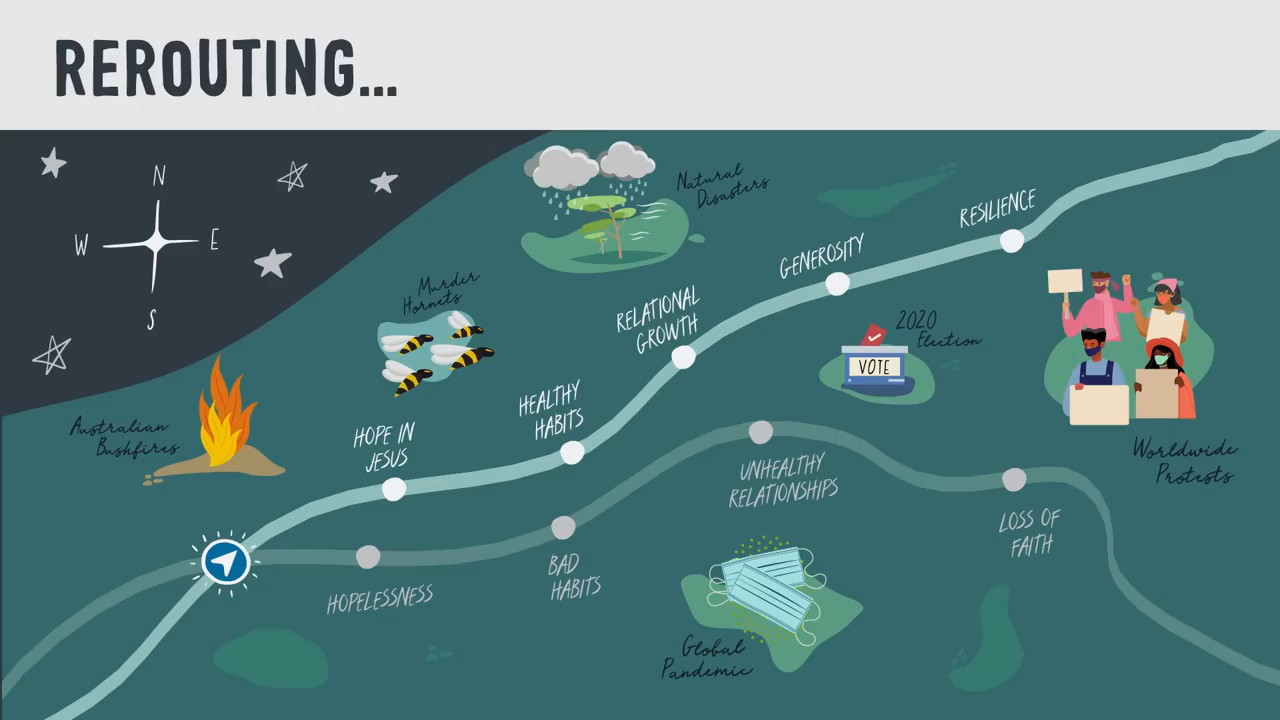 REROUTING...
N
W
E
S
Natural
Disasters
Murder
Hornets
Australian
Bushfires
RESILIENCE
GENEROSITY
RELATIONAL
GROWTH
HEALTHY
HABITS
HOPE IN
JESUS
2020
Election
VOTE
Worldwide
Protests
UNHEALTHY
RELATIONSHIPS
LOSS OF
FAITH
BAD
HABITS
HOPELESSNESS
Global
Pandemic